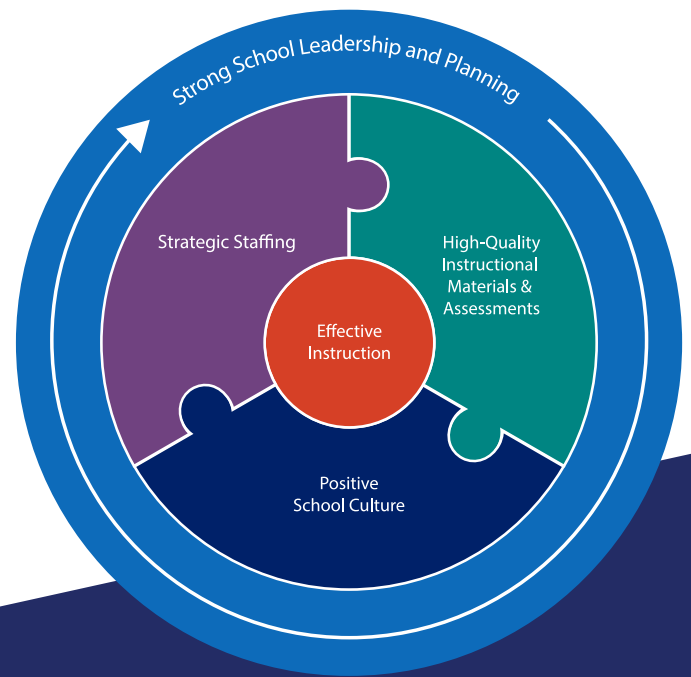 Strong School Leadership and Planning
Strategic Staffing
High-Quality
Instructional
Materials &
Assessments
Effective
Instruction
Positive
School Culture